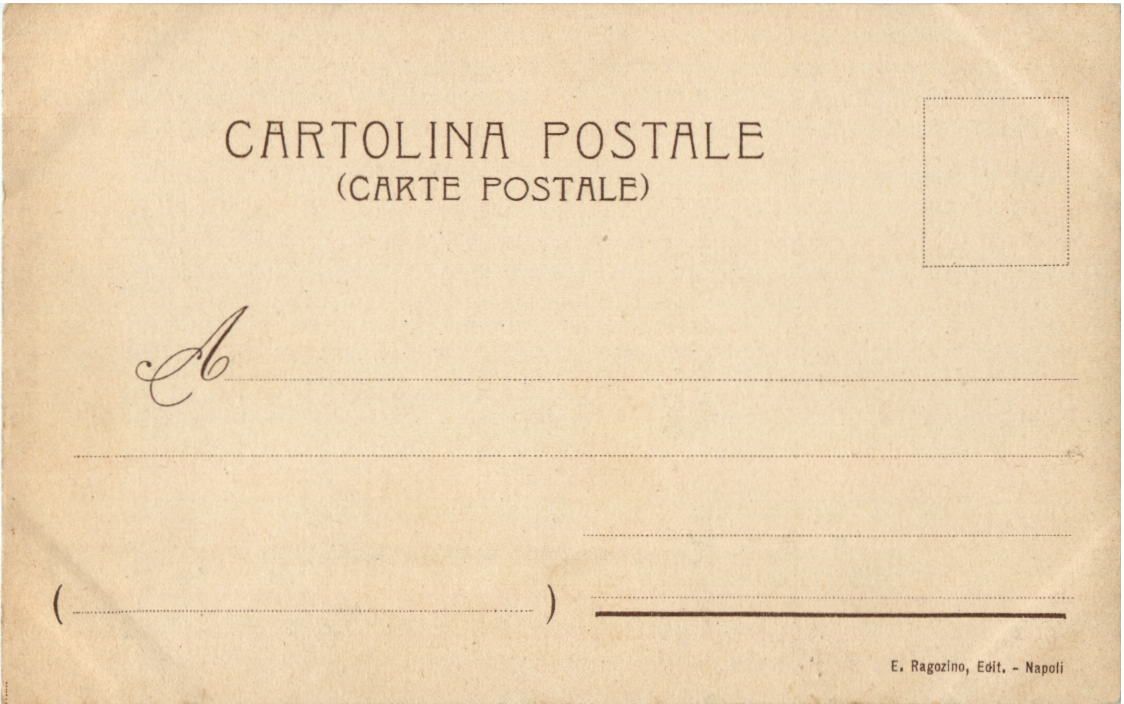 CARTOLINA POSTALE
(CARTE POSTALE)
A
( )
E. Ragozino, Edit. - Napoli